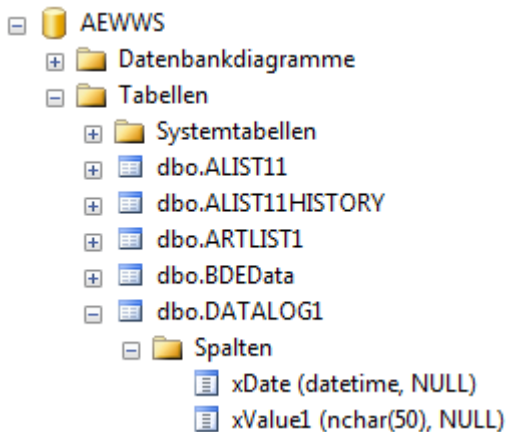 AEWWS
Datenbankdiagramme
Tabellen
Systemtabellen
dbo.ALIST11
dbo.ALIST11HISTORY
dbo.ARTLIST1
dbo.BDEData
dbo.DATALOG1
Spalten
xDate (datetime, NULL)
xValue1 (nchar(50), NULL)